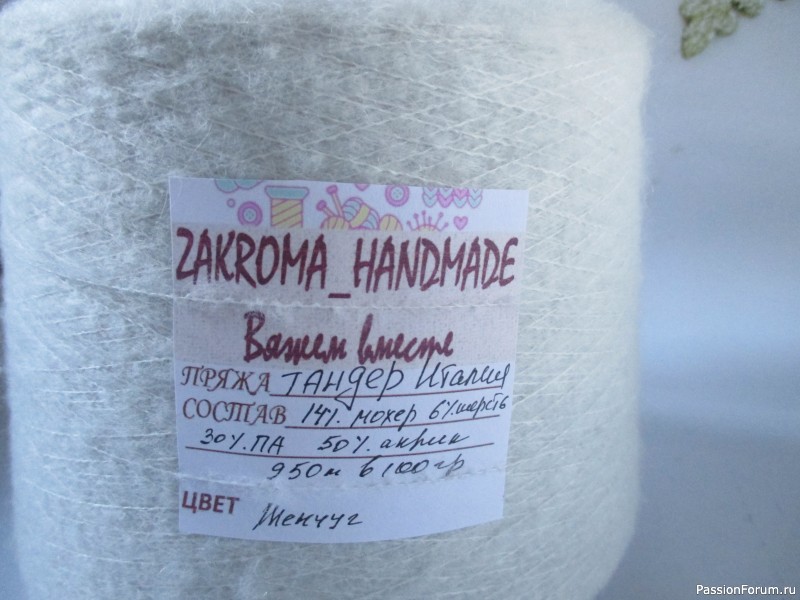 ZAKROMA_HANDMADE
Вяжем вместе
ПРЯЖА Тандер Италия
СОСТАВ 14%. мохер 6%.шерсть
30%.ПА 50%.акрил
950м в 100гр
ЦВЕТ Жемчуг
PassionForum.ru